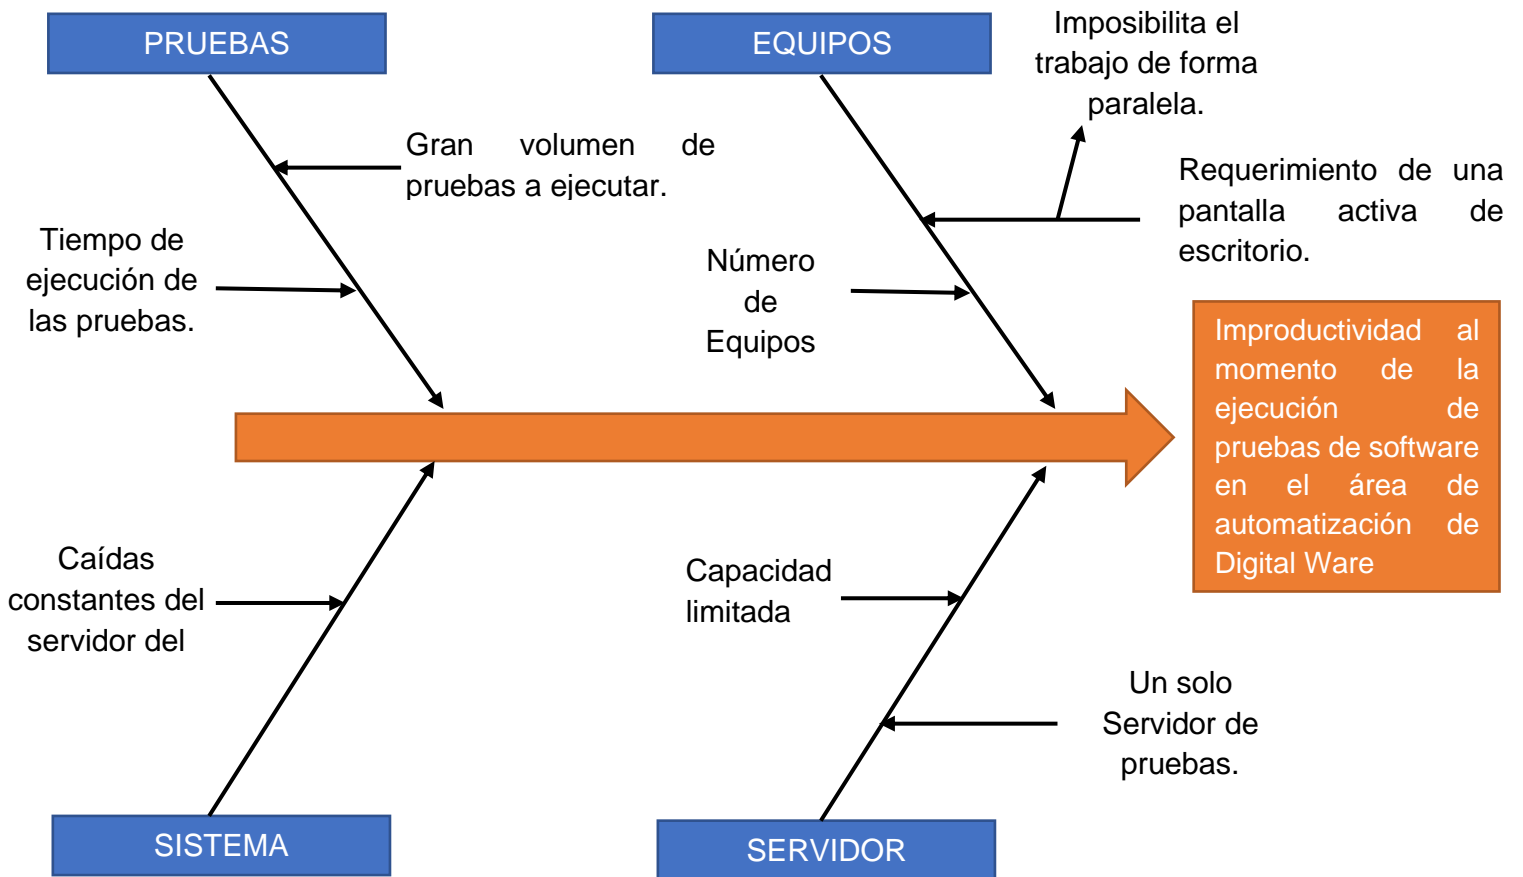 PRUEBAS
EQUIPOS
Imposibilita el
trabajo de forma
paralela.
Gran volumen de
pruebas a ejecutar.
Requerimiento de una
pantalla activa de
escritorio.
Tiempo de
ejecución de
las pruebas.
Número
de
Equipos
Improductividad al
momento de la
ejecución de
pruebas de software
en el área de
automatización de
Digital Ware
Caídas
constantes del
servidor del
Capacidad
limitada
Un solo
Servidor de
pruebas.
SISTEMA
SERVIDOR